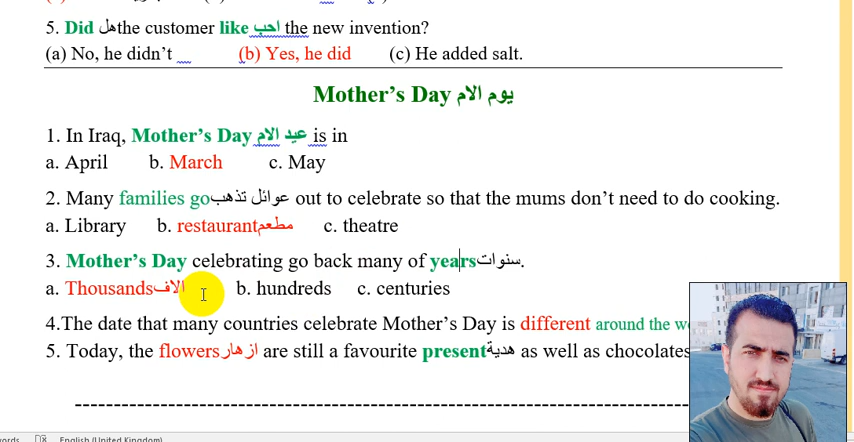 5. Did هل the customer like احب the new invention?
(a) No, he didn't (b) Yes, he did (c) He added salt.
Mother's Day يوم الام
1. In Iraq, Mother's Day عيد الام is in
a. April b. March c. May
2. Many families go عوائل تذهب out to celebrate so that the mums don't need to do cooking.
a. Library b. restaurant مطعم c. theatre
3. Mother's Day celebrating go back many of years سنوات.
a. Thousands الاف b. hundreds c. centuries
4.The date that many countries celebrate Mother's Day is different around the
5. Today, the flowers ازهار are still a favourite present هدية as well as chocolates
English (United Kingdom)